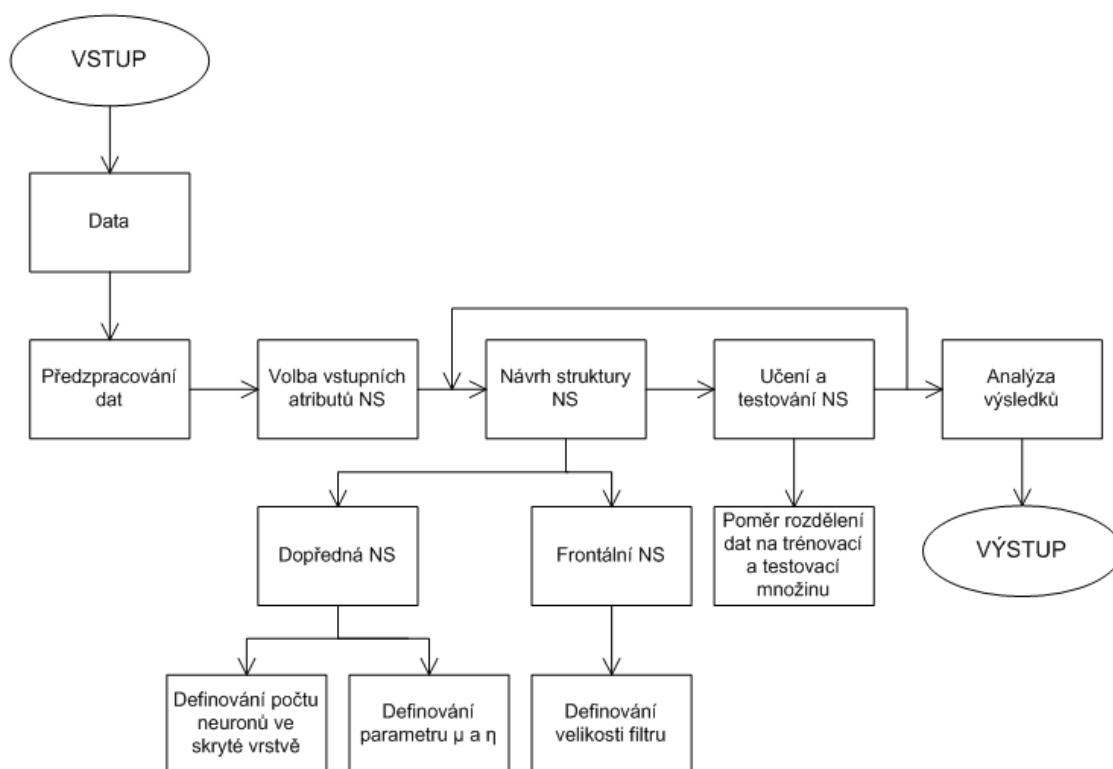 VSTUP
Data
Předzpracování
dat
Volba vstupních
atributů NS
Návrh struktury
NS
Učení a
testování NS
Analýza
výsledků
Dopředná NS
Frontální NS
Poměr rozdělení
dat na trénovací
a testovací
množinu
VÝSTUP
Definování počtu
neuronů ve
skryté vrstvě
Definování
parametru μ a η
Definování
velikosti filtru